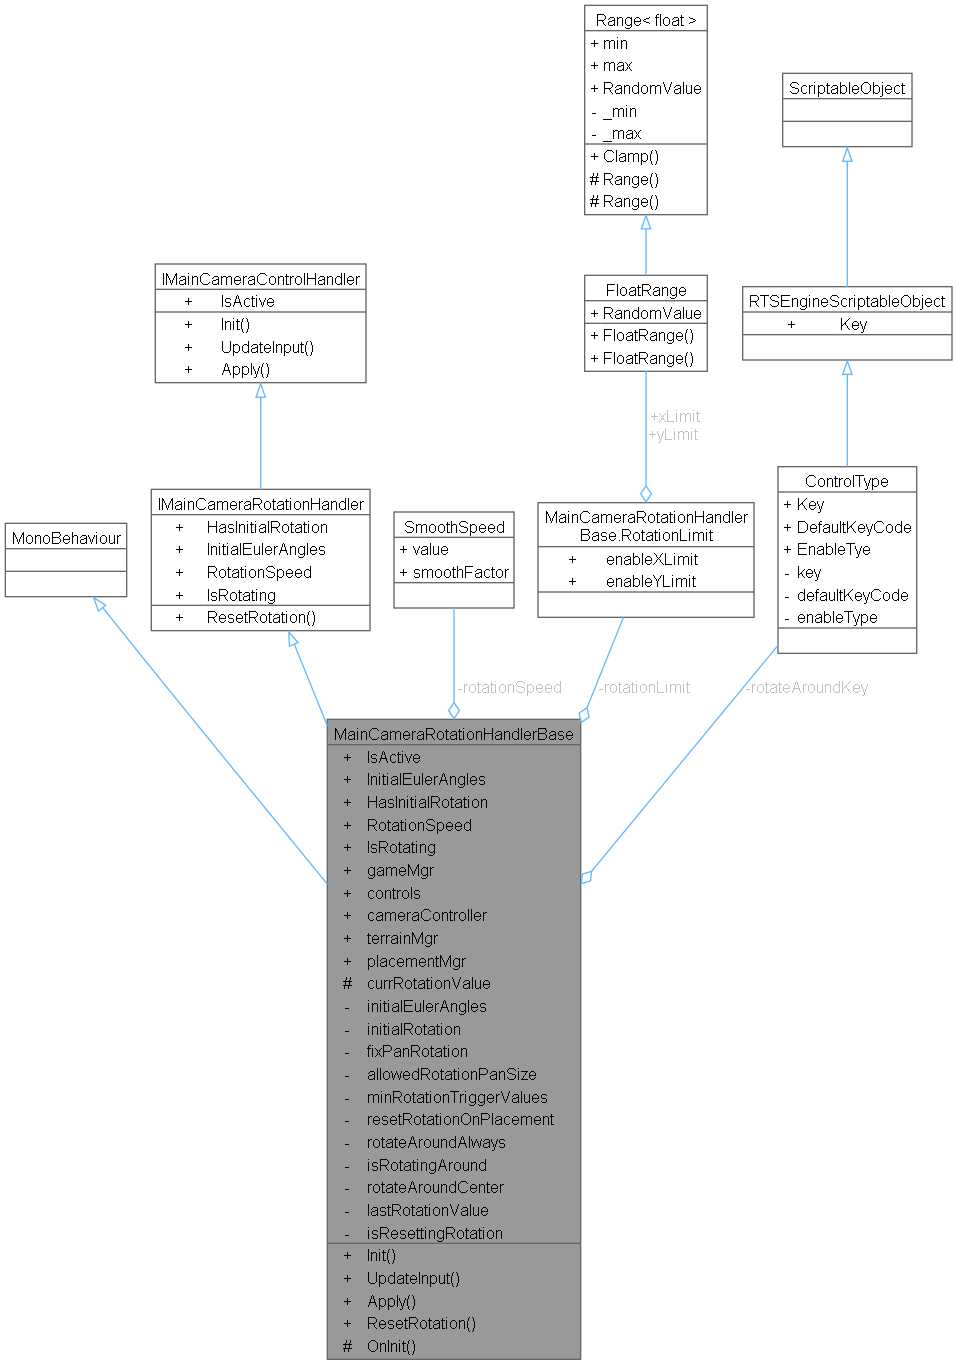 Range< float >
+ min
+ max
+ RandomValue
- _min
- _max
+ Clamp()
# Range()
# Range()
ScriptableObject
IMainCameraControlHandler
+ IsActive
+ Init()
+ UpdateInput()
+ Apply()
FloatRange
+ RandomValue
+ FloatRange()
+ FloatRange()
RTSEngineScriptableObject
+ Key
+xLimit
+yLimit
IMainCameraRotationHandler
+ HasInitialRotation
+ InitialEulerAngles
+ RotationSpeed
+ IsRotating
+ ResetRotation()
MonoBehaviour
SmoothSpeed
+ value
+ smoothFactor
MainCameraRotationHandler
Base.RotationLimit
+ enableXLimit
+ enableYLimit
ControlType
+ Key
+ DefaultKeyCode
+ EnableTye
- key
- defaultKeyCode
- enableType
-rotationSpeed
-rotationLimit
-rotateAroundKey
MainCameraRotationHandlerBase
+ IsActive
+ InitialEulerAngles
+ HasInitialRotation
+ RotationSpeed
+ IsRotating
+ gameMgr
+ controls
+ cameraController
+ terrainMgr
+ placementMgr
# currRotationValue
- initialEulerAngles
- initialRotation
- fixPanRotation
- allowedRotationPanSize
- minRotationTriggerValues
- resetRotationOnPlacement
- rotateAroundAlways
- isRotatingAround
- rotateAroundCenter
- lastRotationValue
- isResettingRotation
+ Init()
+ UpdateInput()
+ Apply()
+ ResetRotation()
# OnInit()